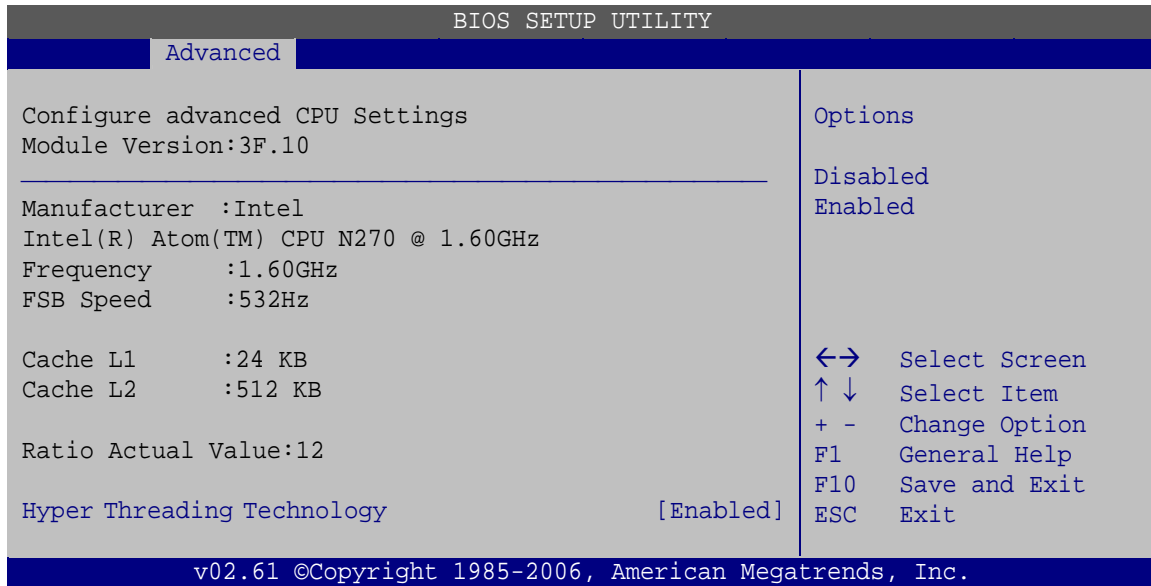 BIOS SETUP UTILITY
Advanced
Configure advanced CPU Settings
Module Version:3F.10
Manufacturer :Intel
Intel(R) Atom(TM) CPU N270 @ 1.60GHz
Frequency :1.60GHz
FSB Speed :532Hz
Cache L1 :24 KB
Cache L2 :512 KB
Ratio Actual Value:12
Hyper Threading Technology [Enabled]
Options
Disabled
Enabled
←→ Select Screen
↑↓ Select Item
+ - Change Option
F1 General Help
F10 Save and Exit
ESC Exit
v02.61 ©Copyright 1985-2006, American Megatrends, Inc.